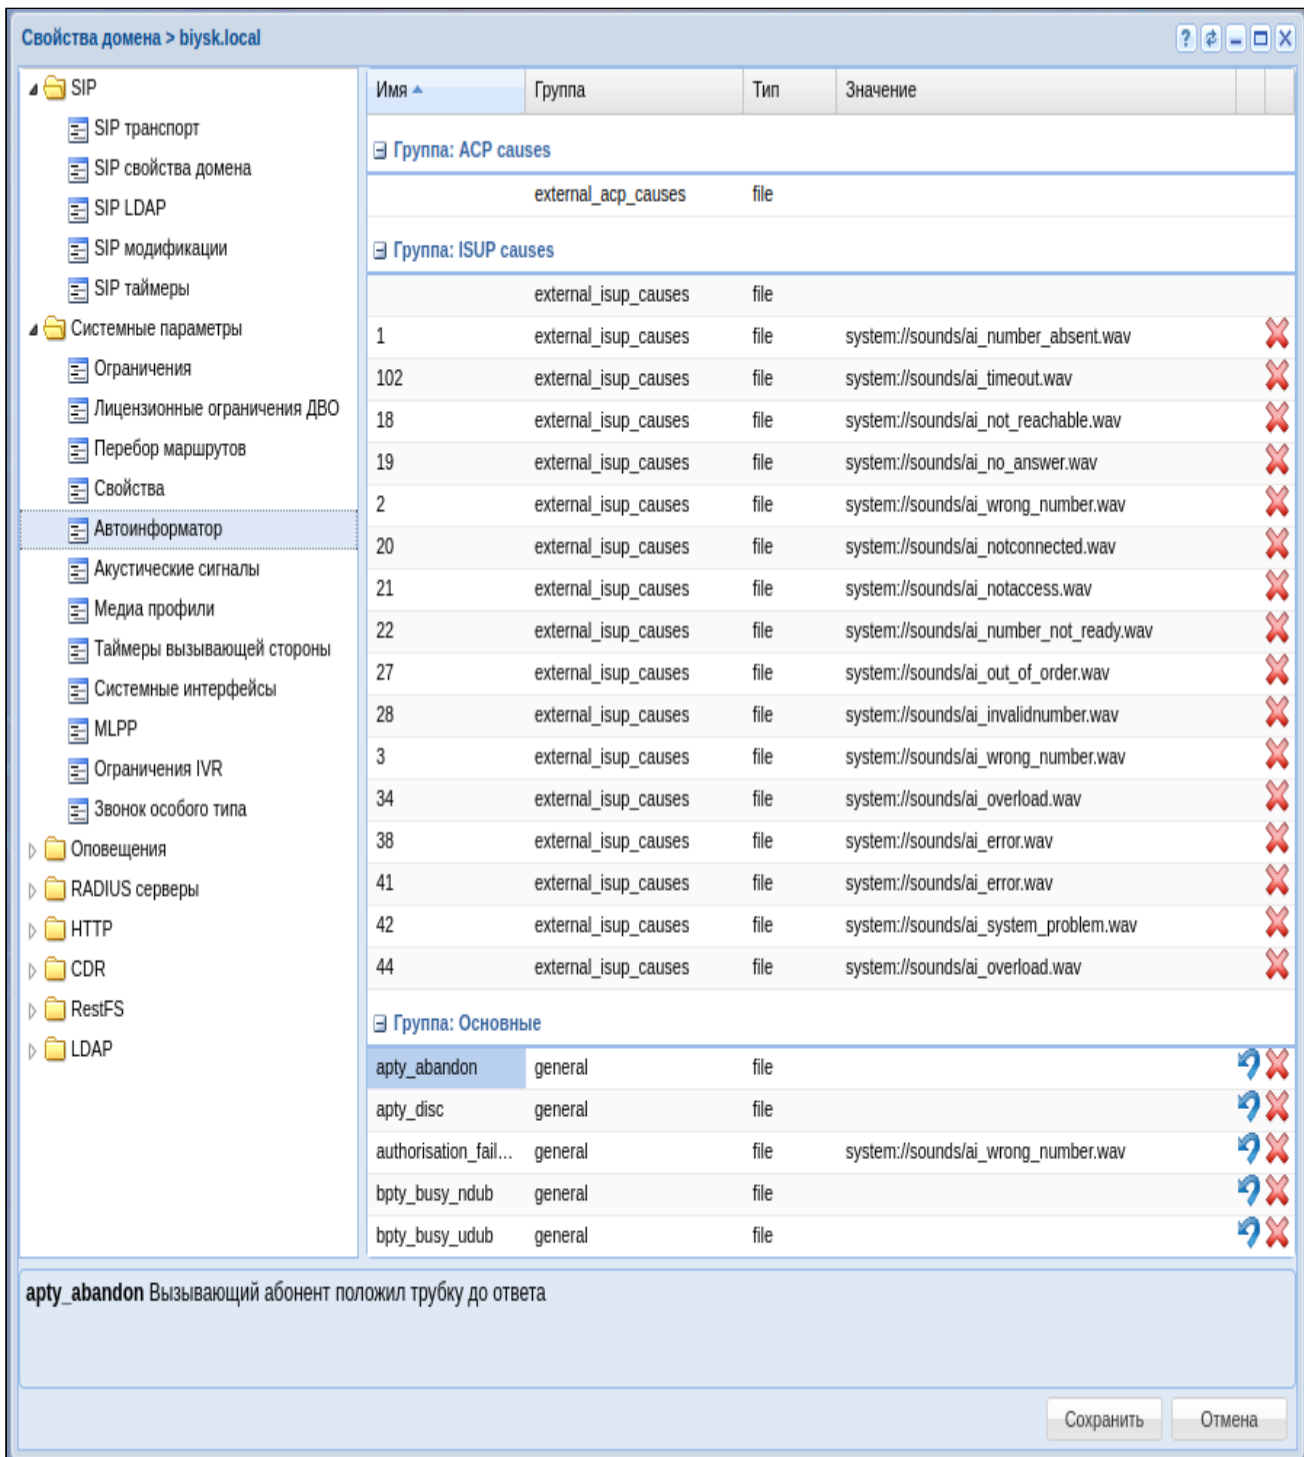 Свойства домена > biysk.local
SIP
SIP транспорт
SIP свойства домена
SIP LDAP
SIP модификации
SIP таймеры
Системные параметры
Ограничения
Лицензионные ограничения ДВО
Перебор маршрутов
Свойства
Автоинформатор
Акустические сигналы
Медиа профили
Таймеры вызывающей стороны
Системные интерфейсы
MLPP
Ограничения IVR
Звонок особого типа
Оповещения
RADIUS серверы
HTTP
CDR
RestFS
LDAP
Имя Группа Тип Значение
Группа: ACP causes
external_acp_causes file
Группа: ISUP causes
external_isup_causes file
1 external_isup_causes file system://sounds/ai_number_absent.wav
102 external_isup_causes file system://sounds/ai_timeout.wav
18 external_isup_causes file system://sounds/ai_not_reachable.wav
19 external_isup_causes file system://sounds/ai_no_answer.wav
2 external_isup_causes file system://sounds/ai_wrong_number.wav
20 external_isup_causes file system://sounds/ai_notconnected.wav
21 external_isup_causes file system://sounds/ai_notaccess.wav
22 external_isup_causes file system://sounds/ai_number_not_ready.wav
27 external_isup_causes file system://sounds/ai_out_of_order.wav
28 external_isup_causes file system://sounds/ai_invalidnumber.wav
3 external_isup_causes file system://sounds/ai_wrong_number.wav
34 external_isup_causes file system://sounds/ai_overload.wav
38 external_isup_causes file system://sounds/ai_error.wav
41 external_isup_causes file system://sounds/ai_error.wav
42 external_isup_causes file system://sounds/ai_system_problem.wav
44 external_isup_causes file system://sounds/ai_overload.wav
Группа: Основные
apty_abandon general file
apty_disc general file
authorisation_fail... general file system://sounds/ai_wrong_number.wav
bpty_busy_ndub general file
bpty_busy_udub general file
apty_abandon Вызывающий абонент положил трубку до ответа
Сохранить Отмена